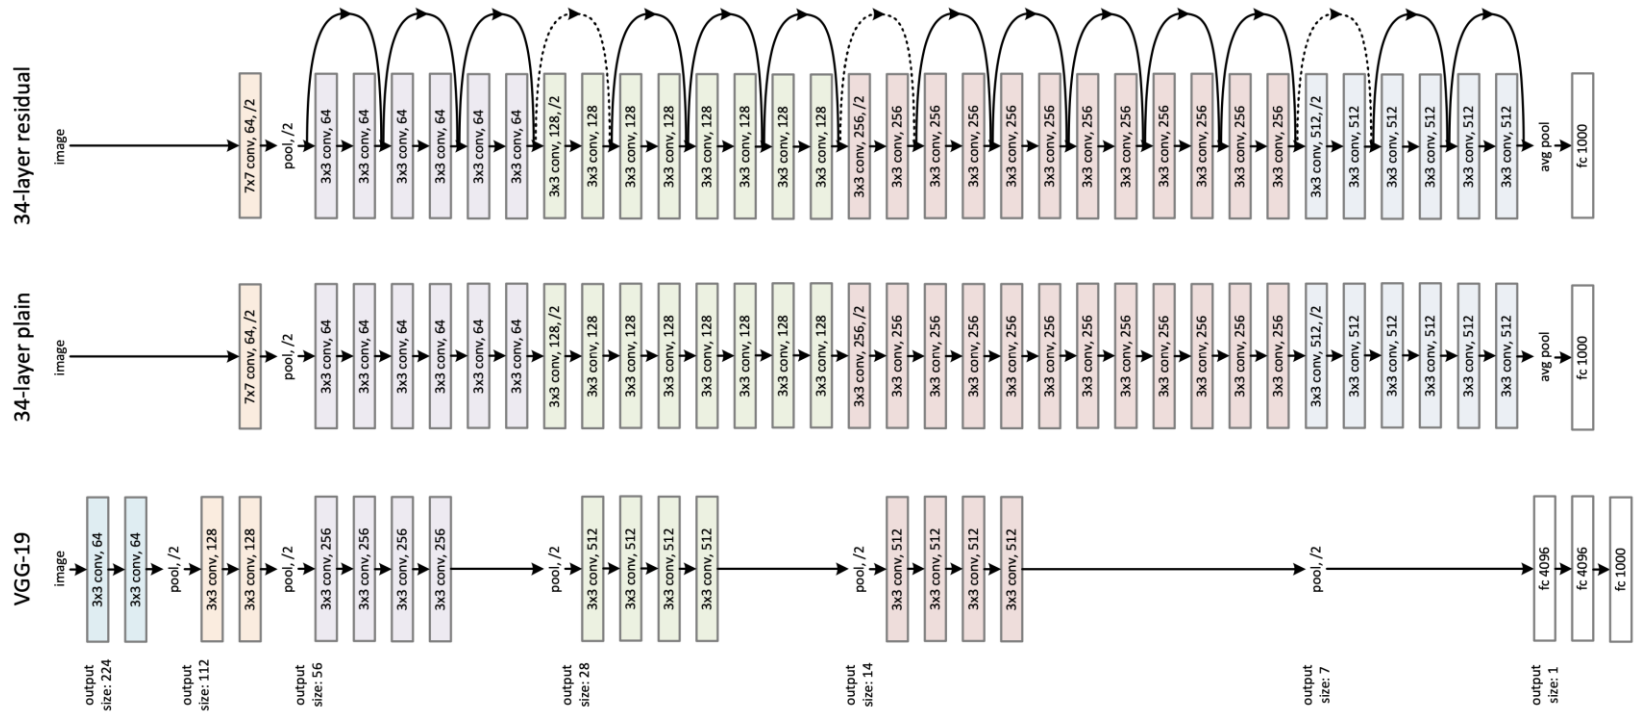 34-layer residual
image
7x7 conv, 64, /2
pool, /2
3x3 conv, 64
3x3 conv, 64
3x3 conv, 64
3x3 conv, 64
3x3 conv, 64
3x3 conv, 64
3x3 conv, 128, /2
3x3 conv, 128
3x3 conv, 128
3x3 conv, 128
3x3 conv, 128
3x3 conv, 128
3x3 conv, 128
3x3 conv, 128
3x3 conv, 256, /2
3x3 conv, 256
3x3 conv, 256
3x3 conv, 256
3x3 conv, 256
3x3 conv, 256
3x3 conv, 256
3x3 conv, 256
3x3 conv, 256
3x3 conv, 256
3x3 conv, 256
3x3 conv, 256
3x3 conv, 512, /2
3x3 conv, 512
3x3 conv, 512
3x3 conv, 512
3x3 conv, 512
3x3 conv, 512
avg pool
fc 1000
34-layer plain
image
7x7 conv, 64, /2
pool, /2
3x3 conv, 64
3x3 conv, 64
3x3 conv, 64
3x3 conv, 64
3x3 conv, 64
3x3 conv, 64
3x3 conv, 128, /2
3x3 conv, 128
3x3 conv, 128
3x3 conv, 128
3x3 conv, 128
3x3 conv, 128
3x3 conv, 128
3x3 conv, 128
3x3 conv, 256, /2
3x3 conv, 256
3x3 conv, 256
3x3 conv, 256
3x3 conv, 256
3x3 conv, 256
3x3 conv, 256
3x3 conv, 256
3x3 conv, 256
3x3 conv, 256
3x3 conv, 256
3x3 conv, 256
3x3 conv, 512, /2
3x3 conv, 512
3x3 conv, 512
3x3 conv, 512
3x3 conv, 512
3x3 conv, 512
avg pool
fc 1000
VGG-19
image
3x3 conv, 64
3x3 conv, 64
pool, /2
3x3 conv, 128
3x3 conv, 128
pool, /2
3x3 conv, 256
3x3 conv, 256
3x3 conv, 256
3x3 conv, 256
pool, /2
3x3 conv, 512
3x3 conv, 512
3x3 conv, 512
3x3 conv, 512
pool, /2
3x3 conv, 512
3x3 conv, 512
3x3 conv, 512
3x3 conv, 512
pool, /2
fc 4096
fc 4096
fc 1000
output
size: 224
output
size: 112
output
size: 56
output
size: 28
output
size: 14
output
size: 7
output
size: 1